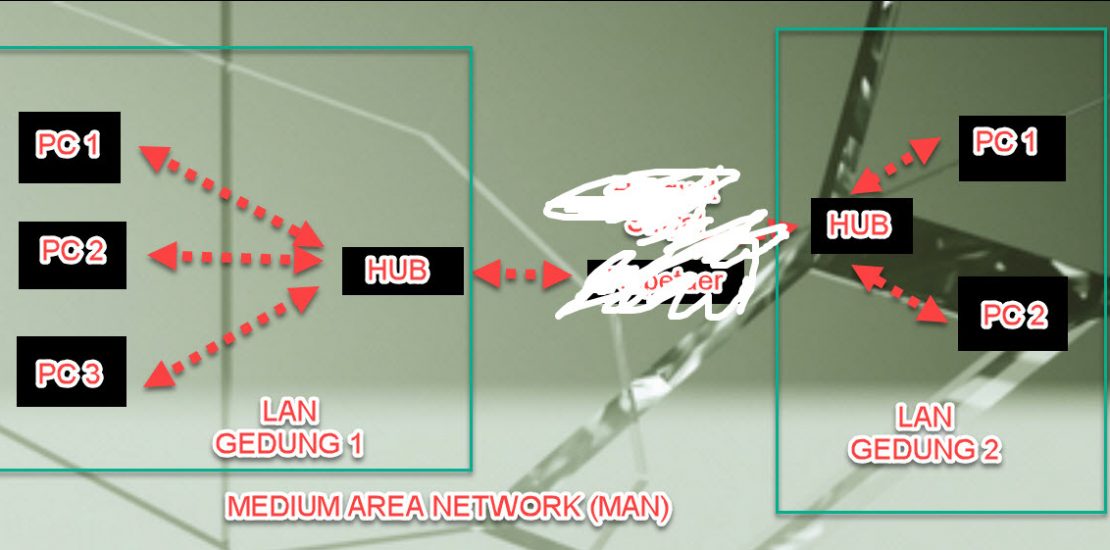 PC 1
PC 2
PC 3
HUB
LAN
GEDUNG 1
HUB
PC 1
PC 2
LAN
GEDUNG 2
MEDIUM AREA NETWORK (MAN)